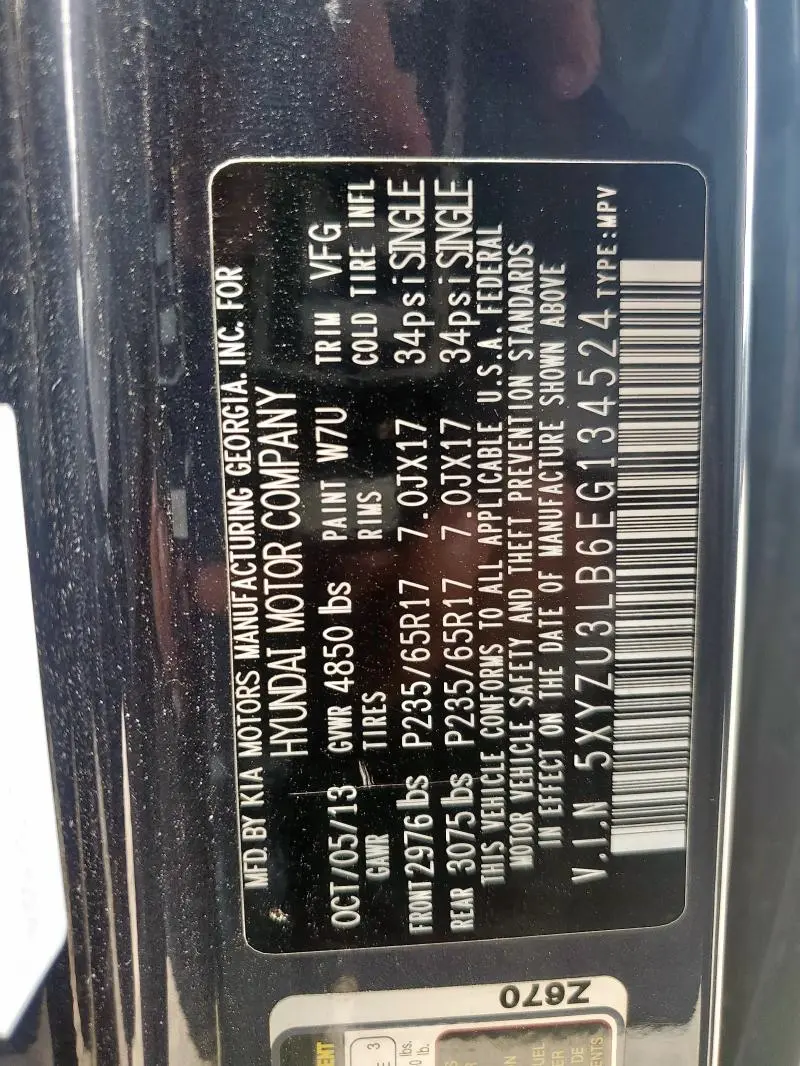 MFD.BY KIA MOTORS MANUFACTURING GEORGIA. INC. FOR
HYUNDAI MOTOR COMPANY
OCT/05/13 GVWR 4850 lbs PAINT W7U TRIM VFG
GAWR TIRES RIMS COLD TIRE INFL
FRONT 2976 lbs P235/65R17 7.0JX17 34psi SINGLE
REAR 3075 lbs P235/65R17 7.0JX17 34psi SINGLE
THIS VEHICLE CONFORMS TO ALL APPLICABLE U.S.A. FEDERAL
MOTOR VEHICLE SAFETY AND THEFT PREVENTION STANDARDS
IN EFFECT ON THE DATE OF MANUFACTURE SHOWN ABOVE
V.I.N 5XYZU3LB6EG134524 TYPE:MPV
Z670
3
lbs.
lb.